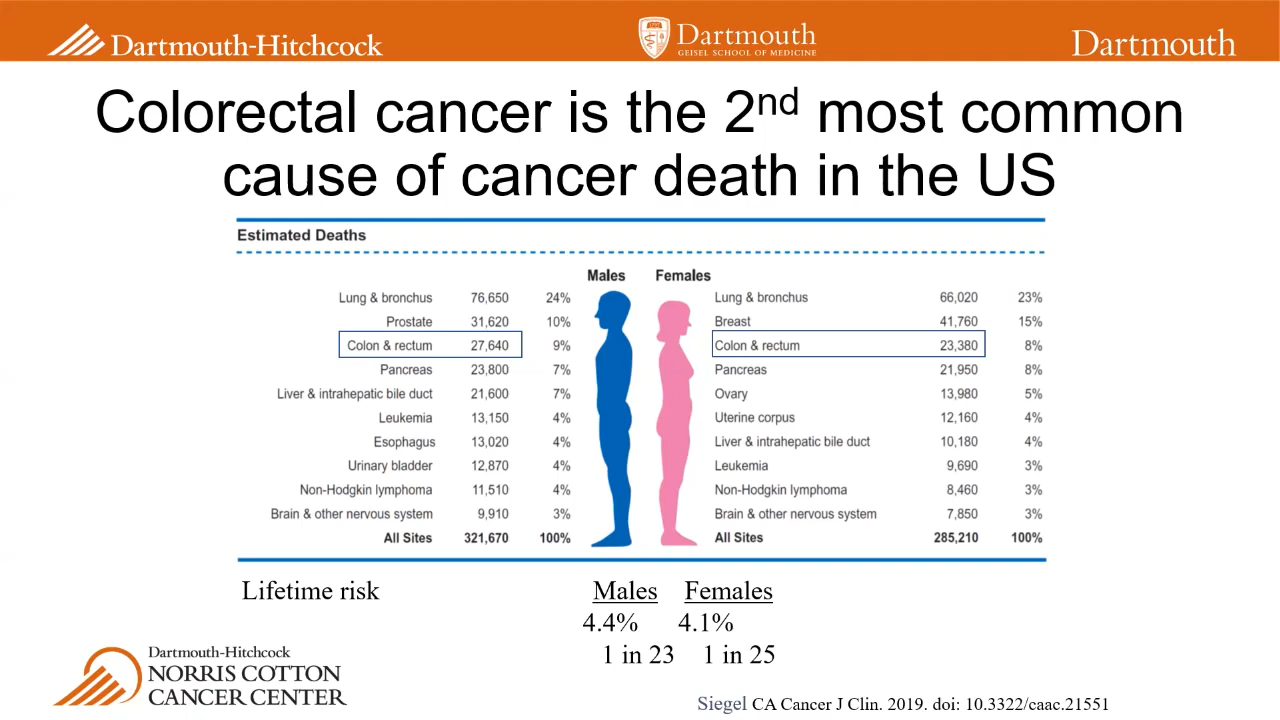 Dartmouth-Hitchcock
Dartmouth
GEISEL SCHOOL OF MEDICINE
Dartmouth
Colorectal cancer is the 2nd most common
cause of cancer death in the US
Estimated Deaths
Males Females
Lung & bronchus 76,650 24% Lung & bronchus 66,020 23%
Prostate 31,620 10% Breast 41,760 15%
Colon & rectum 27,640 9% Colon & rectum 23,380 8%
Pancreas 23,800 7% Pancreas 21,950 8%
Liver & intrahepatic bile duct 21,600 7% Ovary 13,980 5%
Leukemia 13,150 4% Uterine corpus 12,160 4%
Esophagus 13,020 4% Liver & intrahepatic bile duct 10,180 4%
Urinary bladder 12,870 4% Leukemia 9,690 3%
Non-Hodgkin lymphoma 11,510 4% Non-Hodgkin lymphoma 8,460 3%
Brain & other nervous system 9,910 3% Brain & other nervous system 7,850 3%
All Sites 321,670 100% All Sites 285,210 100%
Lifetime risk Males Females
4.4% 4.1%
1 in 23 1 in 25
Dartmouth-Hitchcock
NORRIS COTTON
CANCER CENTER
Siegel CA Cancer J Clin. 2019. doi: 10.3322/caac.21551